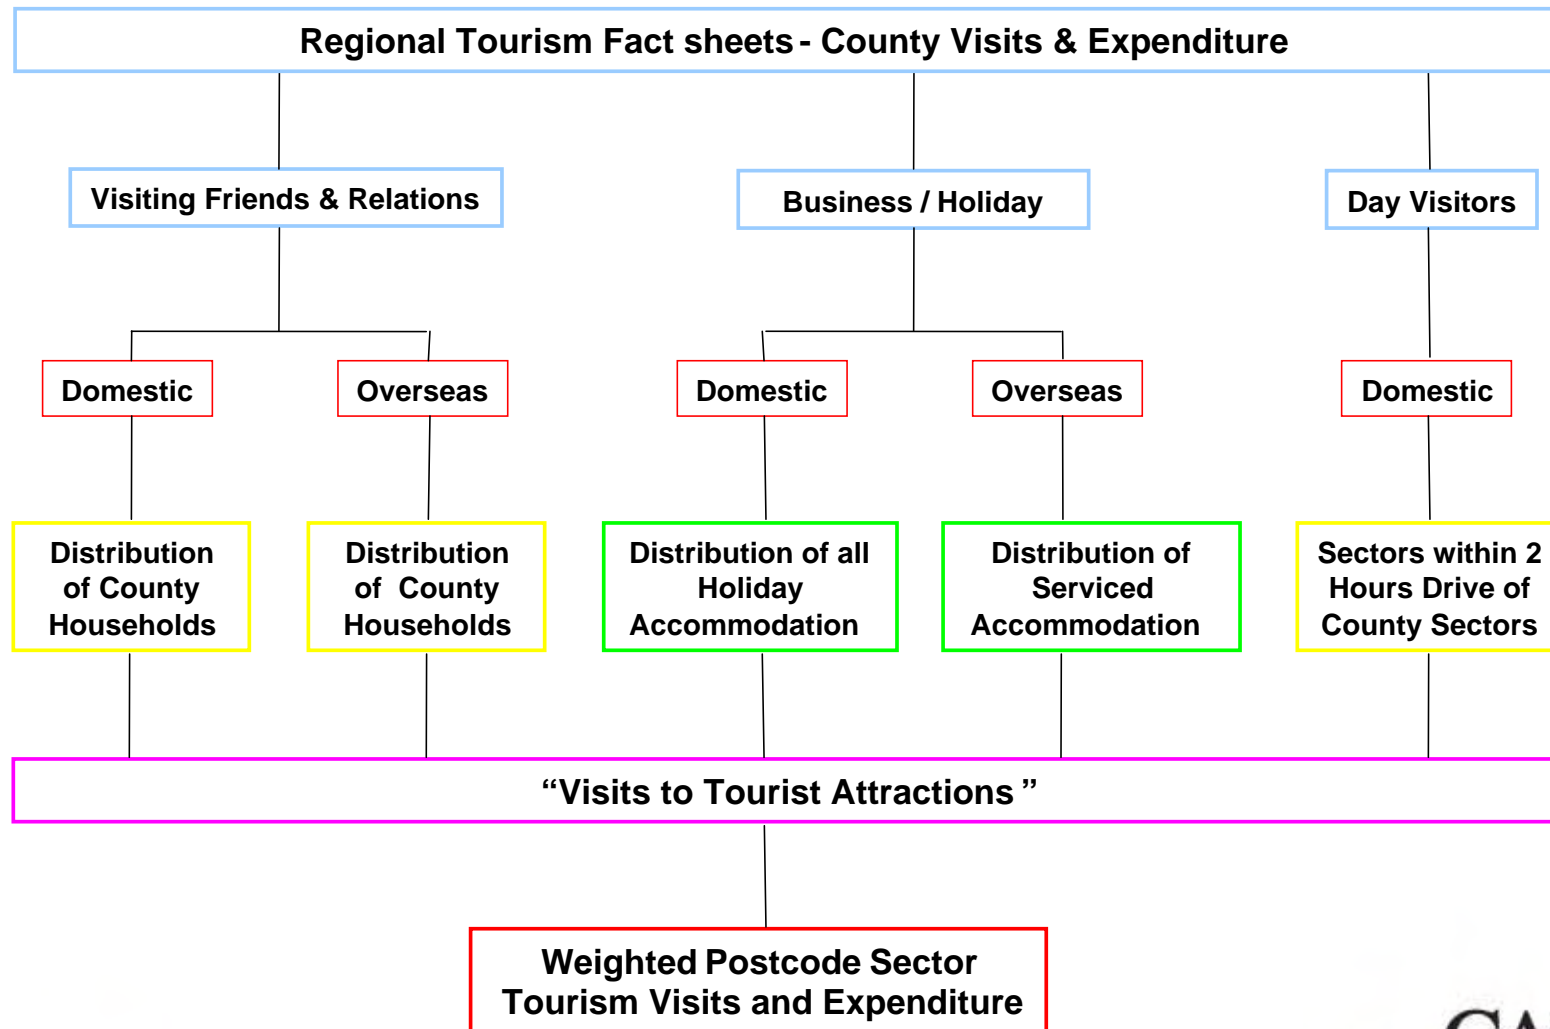 Regional Tourism Fact sheets - County Visits & Expenditure
Visiting Friends & Relations
Business / Holiday
Day Visitors
Domestic
Overseas
Domestic
Overseas
Domestic
Distribution
of County
Households
Distribution
of County
Households
Distribution of all
Holiday
Accommodation
Distribution of
Serviced
Accommodation
Sectors within 2
Hours Drive of
County Sectors
“Visits to Tourist Attractions ”
Weighted Postcode Sector
Tourism Visits and Expenditure